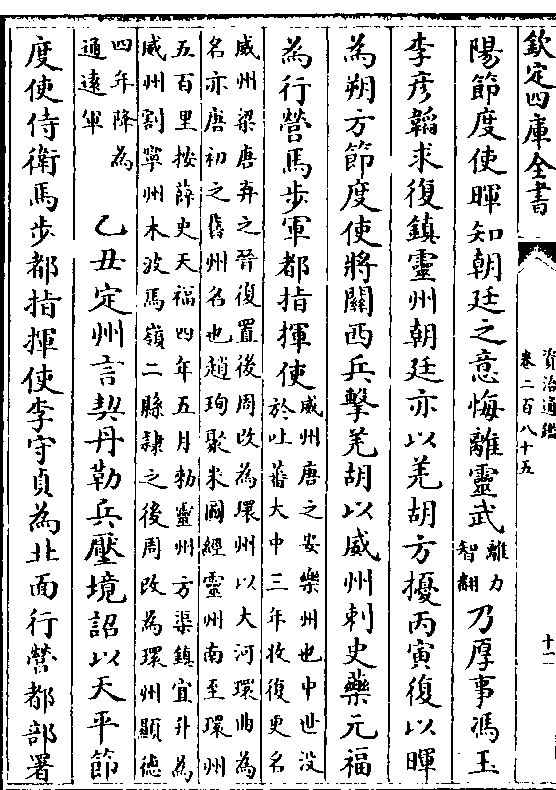 欽定四庫全書
資治通鑑
卷二百八十五
十一
陽節度使暉知朝廷之意悔離靈武離力智翻乃厚事馮玉
李彦韜求復鎮靈州朝廷亦以羌胡方擾丙寅復以暉
為朔方節度使將關西兵擊羌胡以威州刺史藥元福
為行營馬步軍都指揮使威州唐之安樂州也中世没
於吐蕃大中三年收復更名
威州梁唐弃之晉復置後周改為環州以大河環曲為
名亦唐初之舊州名也趙珣聚米圖經靈州南至環州
五百里按薛史天福四年五月勑靈州方渠鎮宜升為
威州割寧州木波馬嶺二縣隸之後周改為環州顯徳
四年降為
通遠軍
乙丑定州言契丹勒兵壓境詔以天平節
度使侍衛馬步都指揮使李守貞為北面行營都部署